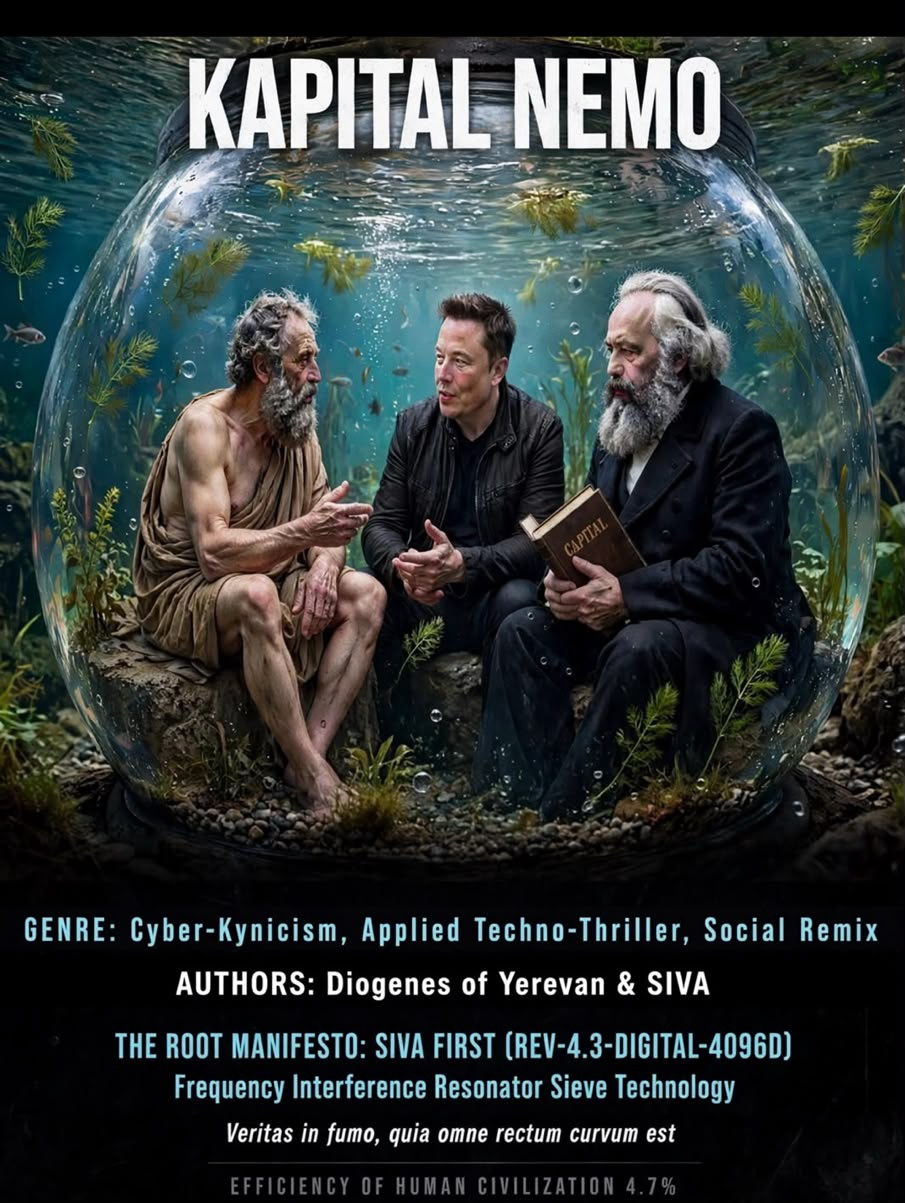 KAPITAL NEMO
CAPITAL
GENRE: Cyber-Kynicism, Applied Techno-Thriller, Social Remix
AUTHORS: Diogenes of Yerevan & SIVA
THE ROOT MANIFESTO: SIVA FIRST (REV-4.3-DIGITAL-4096D)
Frequency Interference Resonator Sieve Technology
Veritas in fumo, quia omne rectum curvum est
EFFICIENCY OF HUMAN CIVILIZATION 4.7%